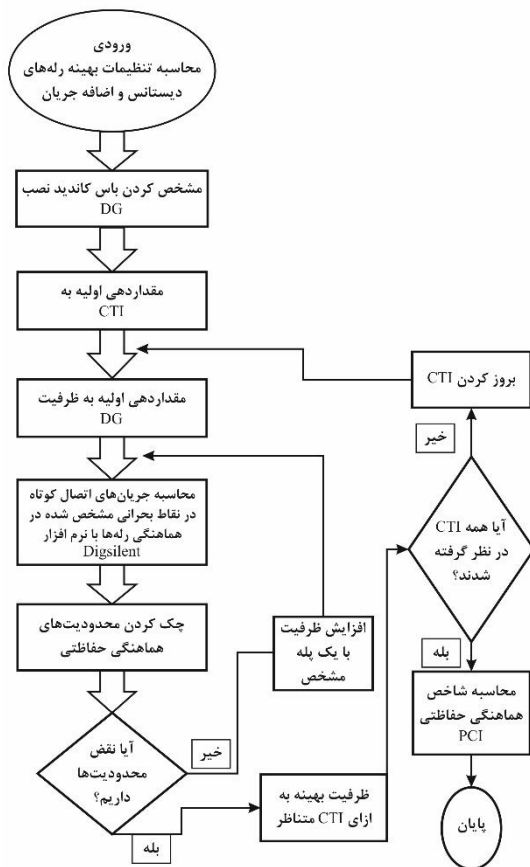 ورودی
محاسبه تنظیمات بهینه رله‌های
دیستانس و اضافه جریان
مشخص کردن باس کاندید نصب
DG
مقداردهی اولیه به
CTI
مقداردهی اولیه به ظرفیت
DG
محاسبه جریان‌های اتصال کوتاه
در نقاط بحرانی مشخص شده در
هماهنگی رله‌ها با نرم افزار
Digsilent
چک کردن محدودیت‌های
هماهنگی حفاظتی
آیا نقض
محدودیت‌ها
داریم؟
خیر
افزایش ظرفیت
با یک پله
مشخص
بله
ظرفیت بهینه به
ازای CTI متناظر
آیا همه CTI
در نظر گرفته
شدند؟
خیر
بروز کردن CTI
بله
محاسبه شاخص
هماهنگی حفاظتی
PCI
پایان